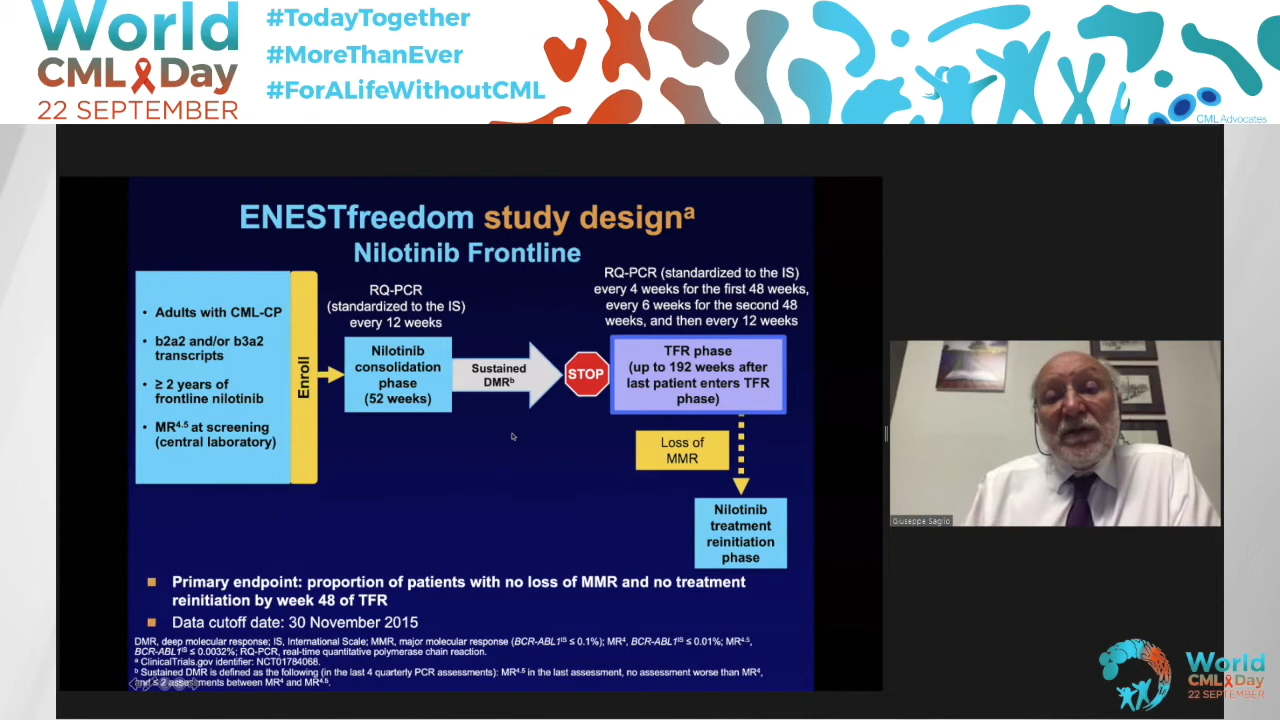 World
CML Day
22 SEPTEMBER
#TodayTogether
#MoreThanEver
#ForALifeWithoutCML
CML Advocates
ENESTfreedom study designᵃ
Nilotinib Frontline
• Adults with CML-CP
• b2a2 and/or b3a2
transcripts
• ≥ 2 years of
frontline nilotinib
• MR⁴·⁵ at screening
(central laboratory)
Enroll
RQ-PCR
(standardized to the IS)
every 12 weeks
Nilotinib
consolidation
phase
(52 weeks)
Sustained
DMRᵇ
STOP
RQ-PCR (standardized to the IS)
every 4 weeks for the first 48 weeks,
every 6 weeks for the second 48
weeks, and then every 12 weeks
TFR phase
(up to 192 weeks after
last patient enters TFR
phase)
Loss of
MMR
Nilotinib
treatment
reinitiation
phase
Primary endpoint: proportion of patients with no loss of MMR and no treatment
reinitiation by week 48 of TFR
Data cutoff date: 30 November 2015
DMR, deep molecular response; IS, International Scale; MMR, major molecular response (BCR-ABL1ᴵˢ ≤ 0.1%); MR⁴, BCR-ABL1ᴵˢ ≤ 0.01%; MR⁴·⁵,
BCR-ABL1ᴵˢ ≤ 0.0032%; RQ-PCR, real-time quantitative polymerase chain reaction.
ᵃ ClinicalTrials.gov identifier: NCT01784068.
ᵇ Sustained DMR is defined as the following (in the last 4 quarterly PCR assessments): MR⁴·⁵ in the last assessment, no assessment worse than MR⁴,
and ≤ 2 assessments between MR⁴ and MR⁴·⁵.
Giuseppe Saglio
World
CML Day
22 SEPTEMBER